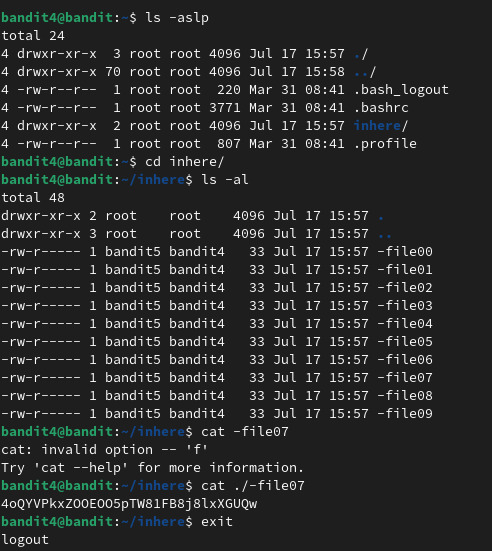 bandit4@bandit:~$ ls -aslp
total 24
4 drwxr-xr-x  3 root root 4096 Jul 17 15:57 ./
4 drwxr-xr-x 70 root root 4096 Jul 17 15:58 ../
4 -rw-r--r--  1 root root  220 Mar 31 08:41 .bash_logout
4 -rw-r--r--  1 root root 3771 Mar 31 08:41 .bashrc
4 drwxr-xr-x  2 root root 4096 Jul 17 15:57 inhere/
4 -rw-r--r--  1 root root  807 Mar 31 08:41 .profile
bandit4@bandit:~$ cd inhere/
bandit4@bandit:~/inhere$ ls -al
total 48
drwxr-xr-x 2 root    root    4096 Jul 17 15:57 .
drwxr-xr-x 3 root    root    4096 Jul 17 15:57 ..
-rw-r----- 1 bandit5 bandit4   33 Jul 17 15:57 -file00
-rw-r----- 1 bandit5 bandit4   33 Jul 17 15:57 -file01
-rw-r----- 1 bandit5 bandit4   33 Jul 17 15:57 -file02
-rw-r----- 1 bandit5 bandit4   33 Jul 17 15:57 -file03
-rw-r----- 1 bandit5 bandit4   33 Jul 17 15:57 -file04
-rw-r----- 1 bandit5 bandit4   33 Jul 17 15:57 -file05
-rw-r----- 1 bandit5 bandit4   33 Jul 17 15:57 -file06
-rw-r----- 1 bandit5 bandit4   33 Jul 17 15:57 -file07
-rw-r----- 1 bandit5 bandit4   33 Jul 17 15:57 -file08
-rw-r----- 1 bandit5 bandit4   33 Jul 17 15:57 -file09
bandit4@bandit:~/inhere$ cat -file07
cat: invalid option -- 'f'
Try 'cat --help' for more information.
bandit4@bandit:~/inhere$ cat ./-file07
4oQYVPkxZOOEOO5pTW81FB8j8lxXGUQw
bandit4@bandit:~/inhere$ exit
logout